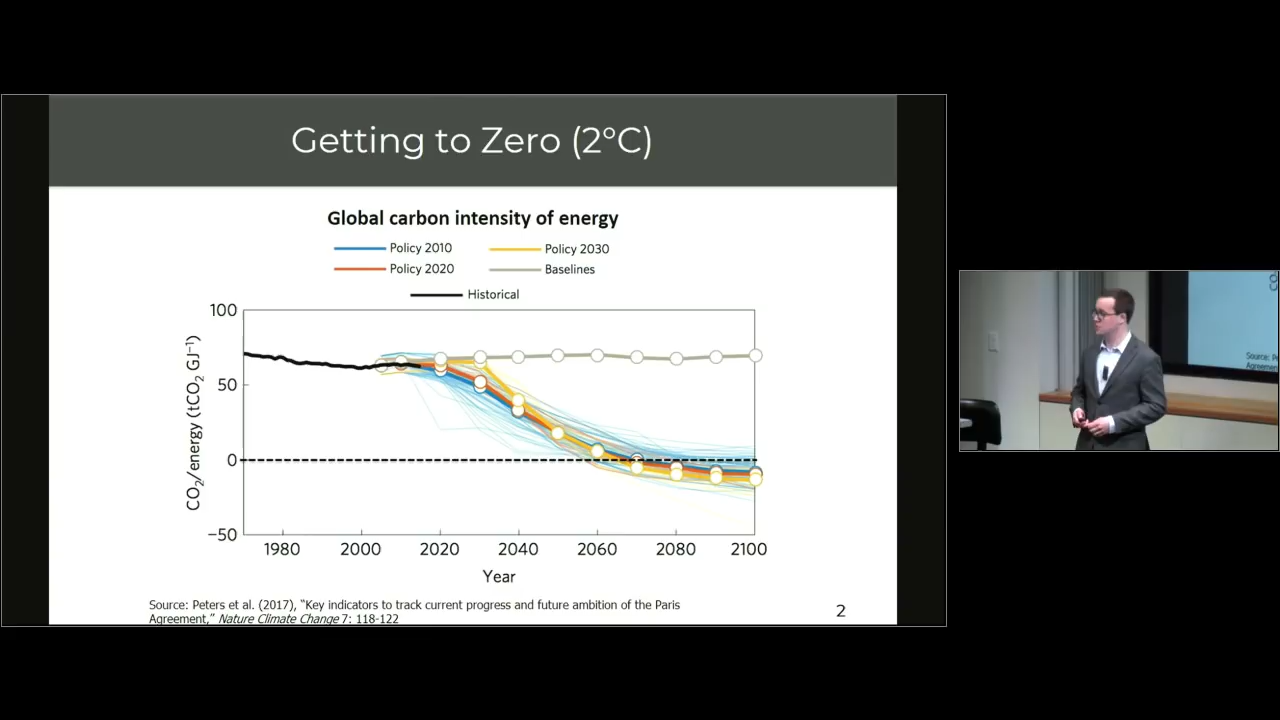 Getting to Zero (2°C)
Global carbon intensity of energy
Policy 2010
Policy 2030
Policy 2020
Baselines
Historical
100
50
0
−50
CO₂/energy (tCO₂ GJ⁻¹)
1980
2000
2020
2040
2060
2080
2100
Year
Source: Peters et al. (2017), “Key indicators to track current progress and future ambition of the Paris
Agreement,” Nature Climate Change 7: 118-122
2
Source: Pe
Agreement